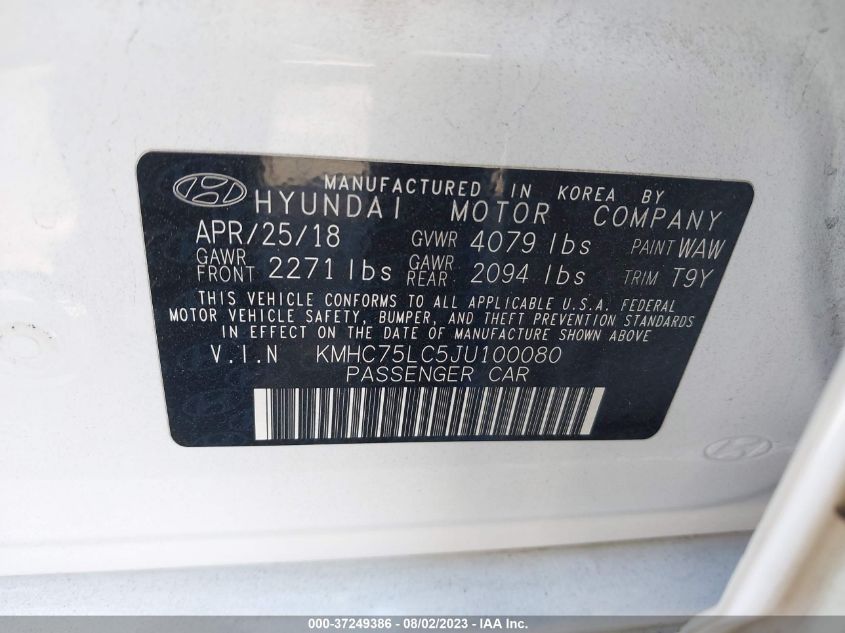 MANUFACTURED IN KOREA BY
HYUNDAI MOTOR COMPANY
APR/25/18 GVWR 4079 lbs PAINT WAW
GAWR FRONT 2271 lbs GAWR REAR 2094 lbs TRIM T9Y
THIS VEHICLE CONFORMS TO ALL APPLICABLE U.S.A. FEDERAL
MOTOR VEHICLE SAFETY, BUMPER, AND THEFT PREVENTION STANDARDS
IN EFFECT ON THE DATE OF MANUFACTURE SHOWN ABOVE
V.I.N KMHC75LC5JU100080
PASSENGER CAR
000-37249386 - 08/02/2023 - IAA Inc.